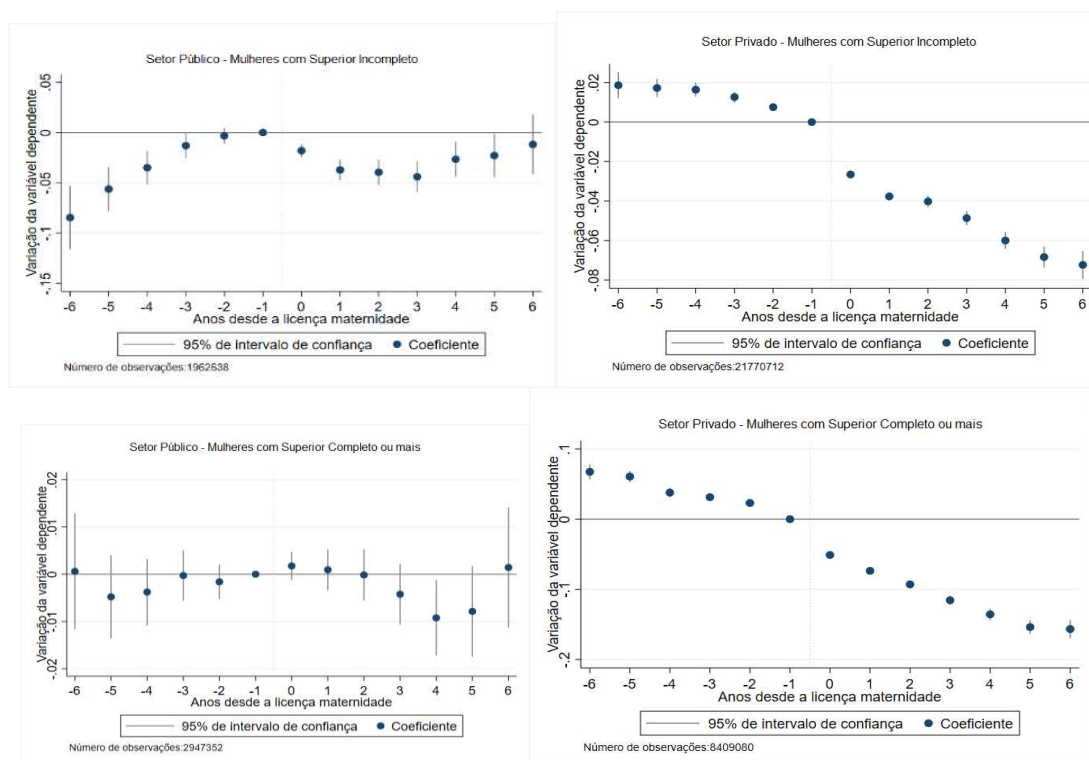 Setor Público - Mulheres com Superior Incompleto
Variação da variável dependente
.05
0
-.05
-.1
-.15
-6 -5 -4 -3 -2 -1 0 1 2 3 4 5 6
Anos desde a licença maternidade
95% de intervalo de confiança Coeficiente
Número de observações:1962638
Setor Privado - Mulheres com Superior Incompleto
Variação da variável dependente
.02
0
-.02
-.04
-.06
-.08
-6 -5 -4 -3 -2 -1 0 1 2 3 4 5 6
Anos desde a licença maternidade
95% de intervalo de confiança Coeficiente
Número de observações:21770712
Setor Público - Mulheres com Superior Completo ou mais
Variação da variável dependente
.02
.01
0
-.01
-.02
-6 -5 -4 -3 -2 -1 0 1 2 3 4 5 6
Anos desde a licença maternidade
95% de intervalo de confiança Coeficiente
Número de observações:2947352
Setor Privado - Mulheres com Superior Completo ou mais
Variação da variável dependente
.1
0
-.1
-.2
-6 -5 -4 -3 -2 -1 0 1 2 3 4 5 6
Anos desde a licença maternidade
95% de intervalo de confiança Coeficiente
Número de observações:8409080